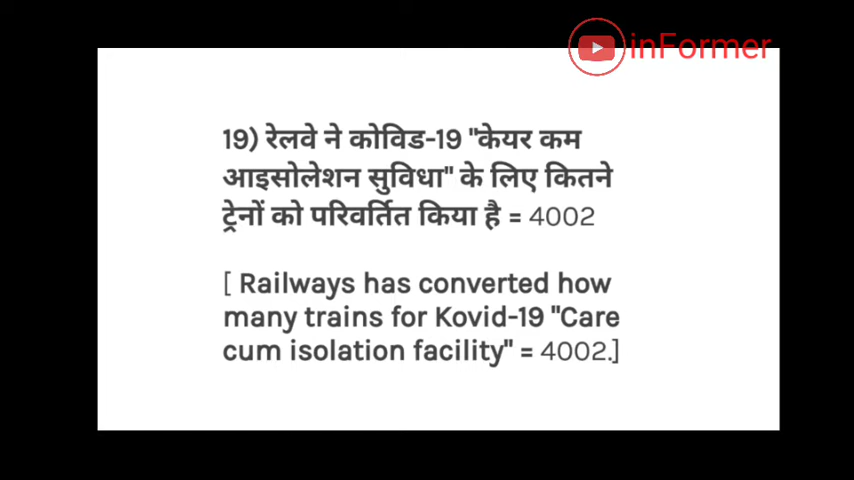 inFormer
19) रेलवे ने कोविड-19 "केयर कम
आइसोलेशन सुविधा" के लिए कितने
ट्रेनों को परिवर्तित किया है = 4002
[ Railways has converted how
many trains for Kovid-19 "Care
cum isolation facility" = 4002.]